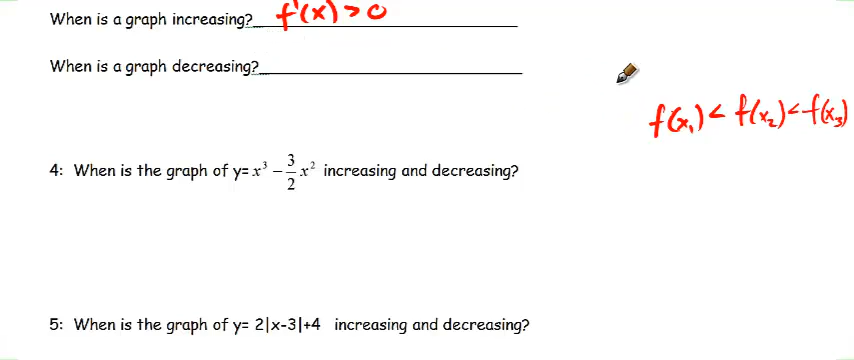 When is a graph increasing? f'(x) > 0
When is a graph decreasing?
f(x₁) < f(x₂) < f(x₃)
4: When is the graph of y= x³ − 3/2 x² increasing and decreasing?
5: When is the graph of y= 2|x-3|+4 increasing and decreasing?